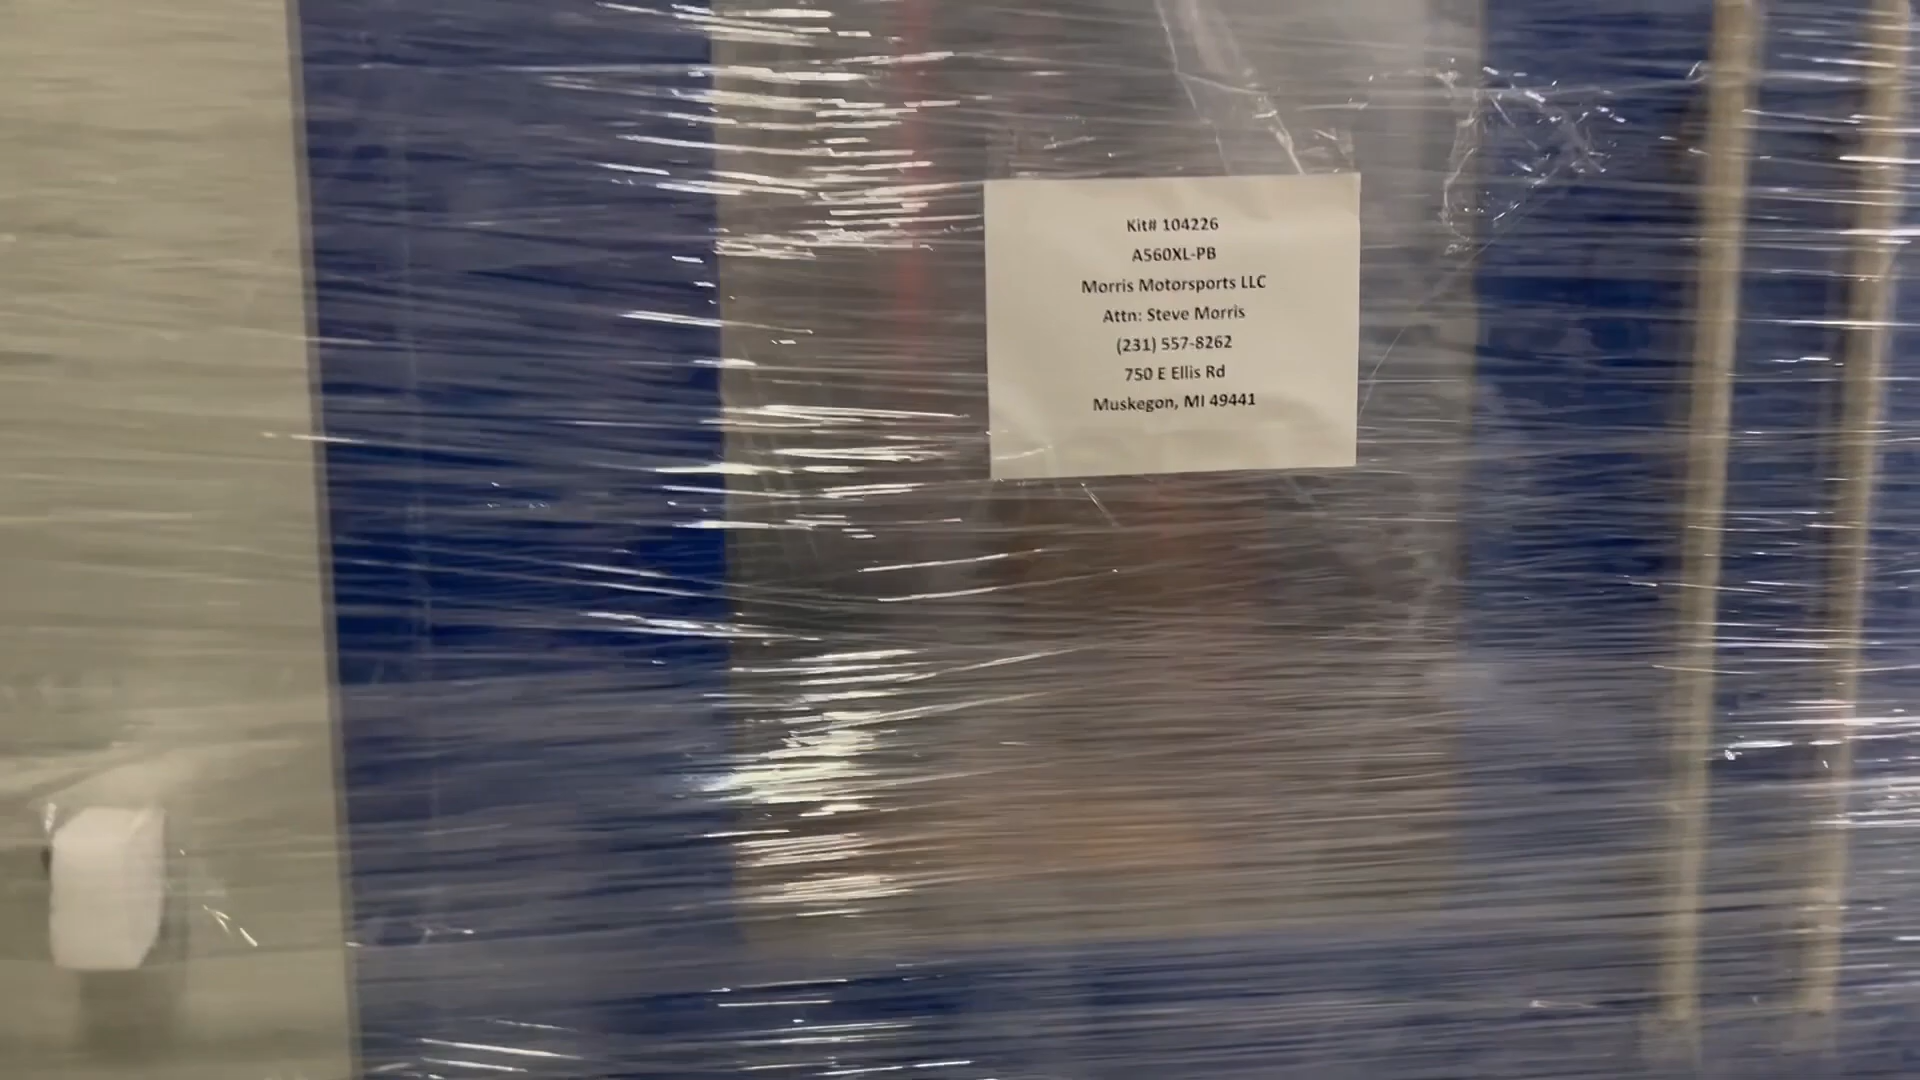 Kit# 104226
A560XL-PB
Morris Motorsports LLC
Attn: Steve Morris
(231) 557-8262
750 E Ellis Rd
Muskegon, MI 49441